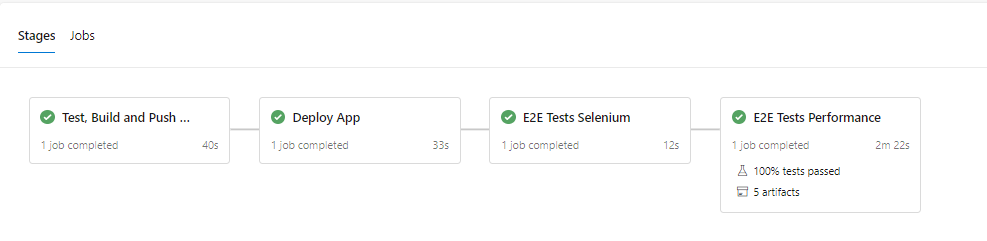 Stages Jobs
Test, Build and Push ...
1 job completed 40s
Deploy App
1 job completed 33s
E2E Tests Selenium
1 job completed 12s
E2E Tests Performance
1 job completed 2m 22s
100% tests passed
5 artifacts